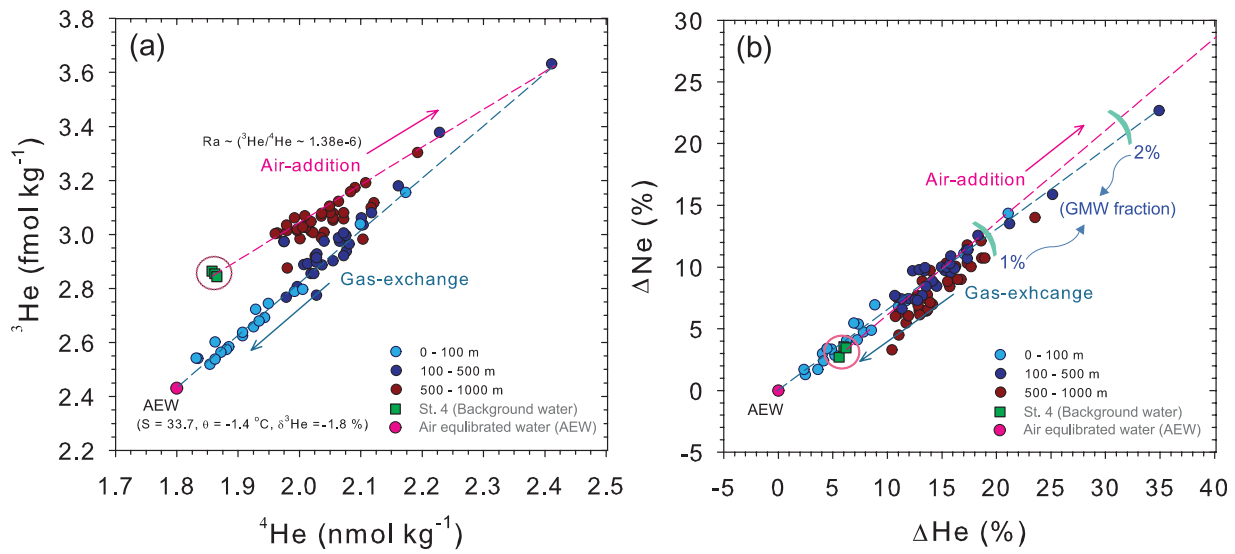 (a)
3.8
3.6
3.4
3.2
3.0
2.8
2.6
2.4
2.2
³He (fmol kg⁻¹)
Ra ~ (³He/⁴He ~ 1.38e-6)
Air-addition
Gas-exchange
0 - 100 m
100 - 500 m
500 - 1000 m
St. 4 (Background water)
Air equlibrated water (AEW)
AEW
(S = 33.7, θ = -1.4 °C, δ³He = -1.8 %)
1.7 1.8 1.9 2.0 2.1 2.2 2.3 2.4 2.5
⁴He (nmol kg⁻¹)
(b)
30
25
20
15
10
5
0
-5
ΔNe (%)
Air-addition
2%
(GMW fraction)
1%
Gas-exhcange
0 - 100 m
100 - 500 m
500 - 1000 m
St. 4 (Background water)
Air equlibrated water (AEW)
AEW
-5 0 5 10 15 20 25 30 35 40
ΔHe (%)